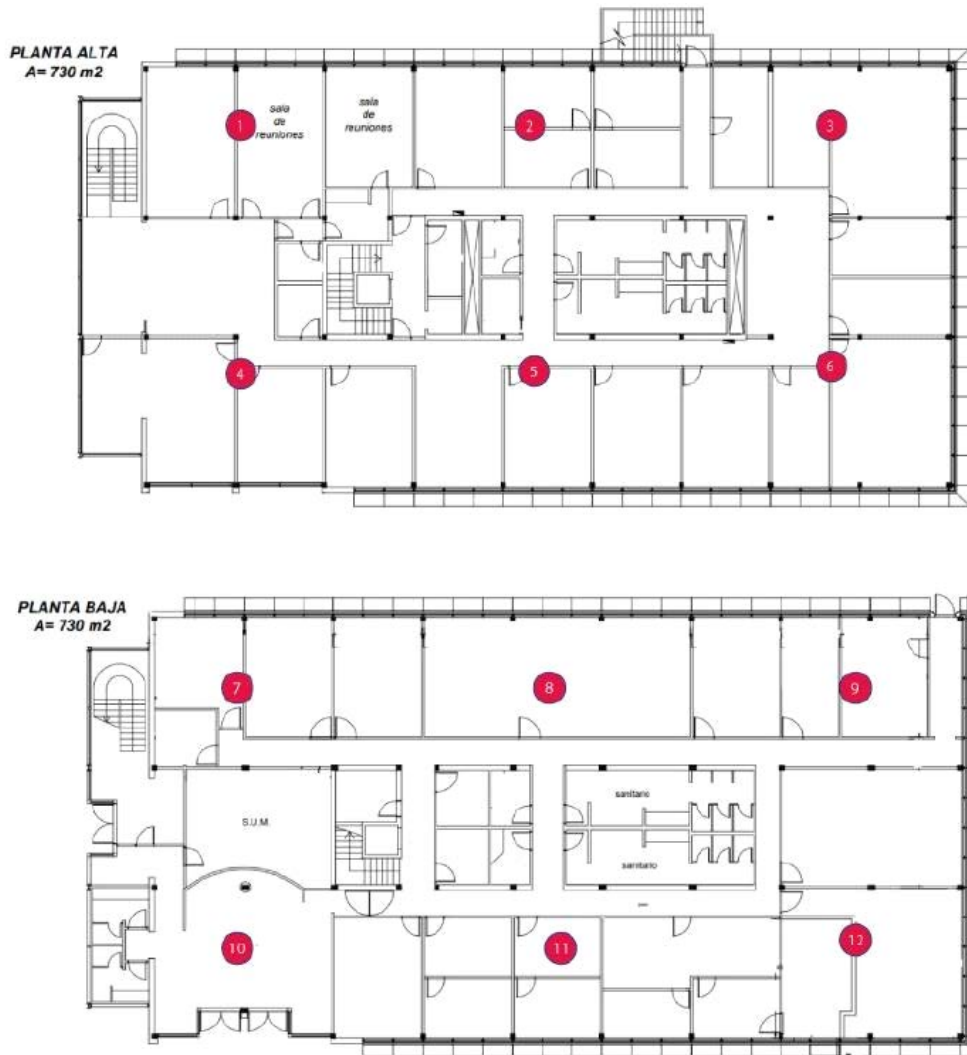 PLANTA ALTA
A= 730 m2
1
sala
de
reuniones
sala
de
reuniones
2
3
4
5
6
PLANTA BAJA
A= 730 m2
7
8
9
S.U.M.
sanitario
sanitario
10
11
12